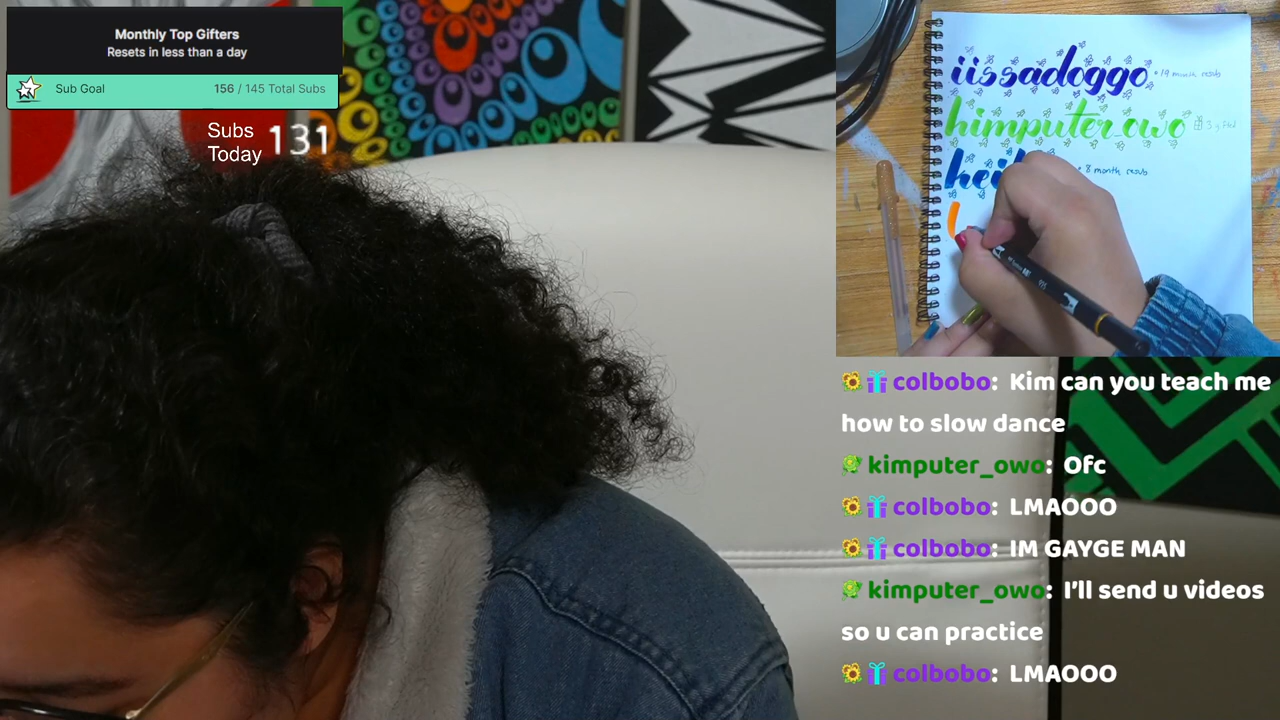 Monthly Top Gifters
Resets in less than a day
Sub Goal 156 / 145 Total Subs
Subs Today 131
iissadoggo • 19 month resub
himputer_owo 3 gifted
• 8 month resub
colbobo: Kim can you teach me
how to slow dance
kimputer_owo: Ofc
colbobo: LMAOOO
colbobo: IM GAYGE MAN
kimputer_owo: I’ll send u videos
so u can practice
colbobo: LMAOOO